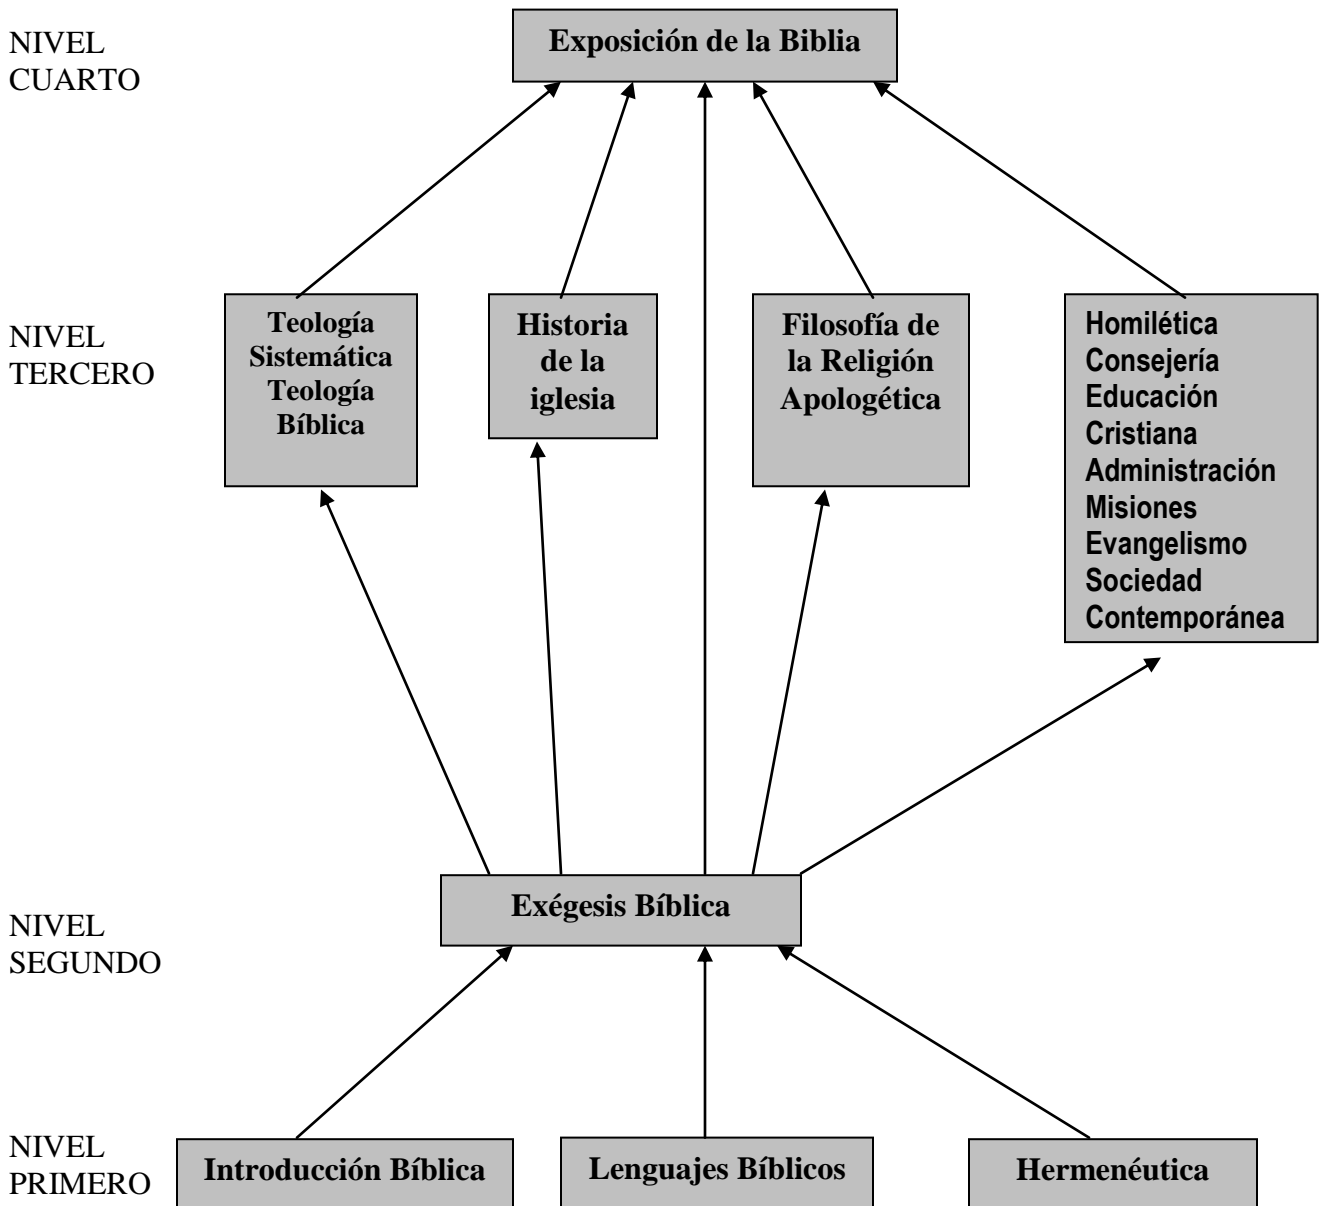 NIVEL
CUARTO
Exposición de la Biblia
NIVEL
TERCERO
Teología
Sistemática
Teología
Bíblica
Historia
de la
iglesia
Filosofía de
la Religión
Apologética
Homilética
Consejería
Educación
Cristiana
Administración
Misiones
Evangelismo
Sociedad
Contemporánea
NIVEL
SEGUNDO
Exégesis Bíblica
NIVEL
PRIMERO
Introducción Bíblica
Lenguajes Bíblicos
Hermenéutica